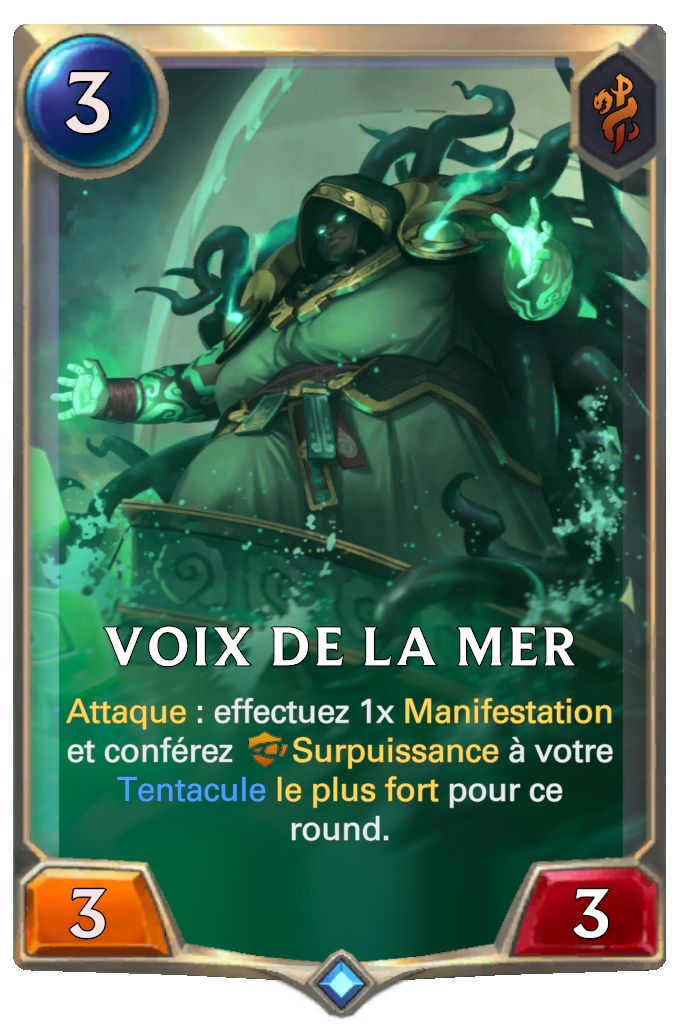 3
VOIX DE LA MER
Attaque : effectuez 1x Manifestation
et conférez Surpuissance à votre
Tentacule le plus fort pour ce
round.
3
3